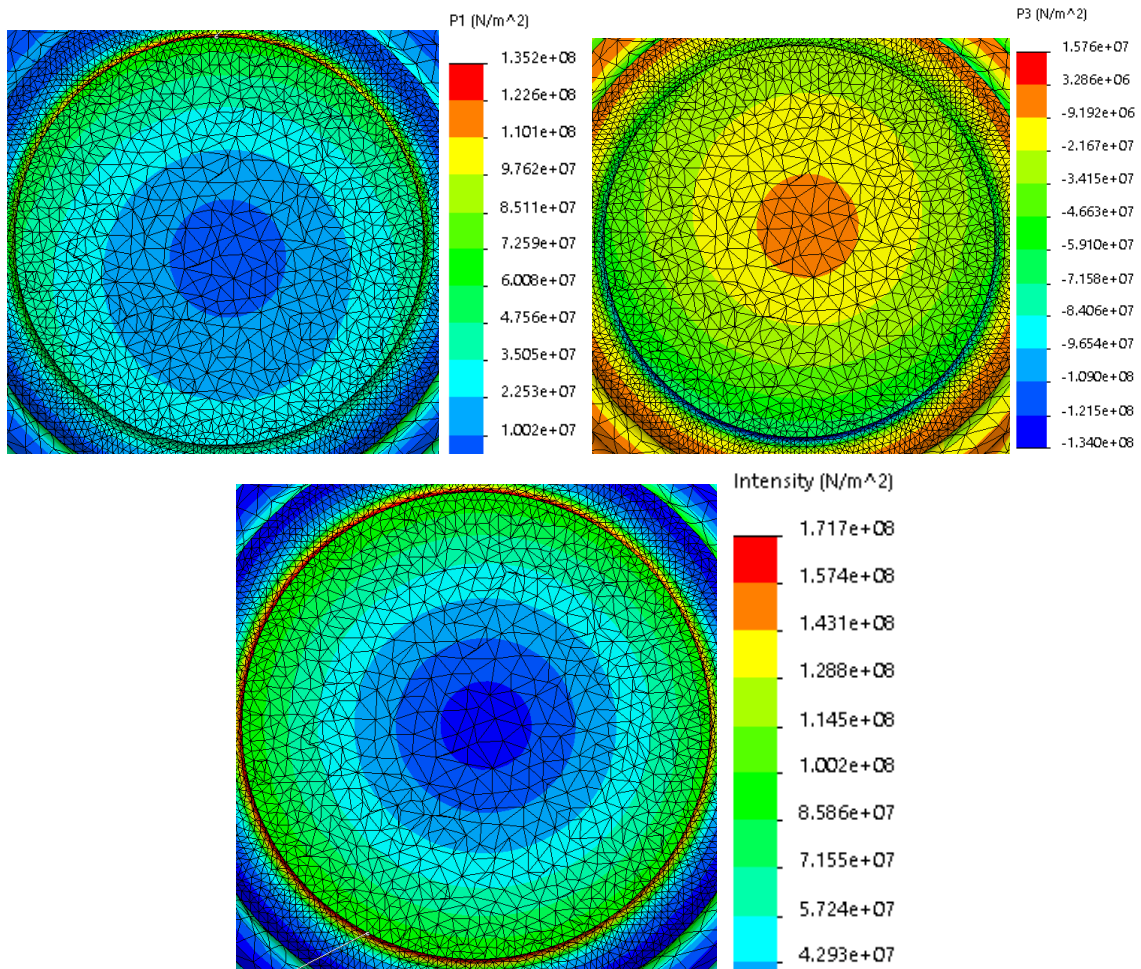 P1 (N/m^2)
1.352e+08
1.226e+08
1.101e+08
9.762e+07
8.511e+07
7.259e+07
6.008e+07
4.756e+07
3.505e+07
2.253e+07
1.002e+07
P3 (N/m^2)
1.576e+07
3.286e+06
-9.192e+06
-2.167e+07
-3.415e+07
-4.663e+07
-5.910e+07
-7.158e+07
-8.406e+07
-9.654e+07
-1.090e+08
-1.215e+08
-1.340e+08
Intensity (N/m^2)
1.717e+08
1.574e+08
1.431e+08
1.288e+08
1.145e+08
1.002e+08
8.586e+07
7.155e+07
5.724e+07
4.293e+07